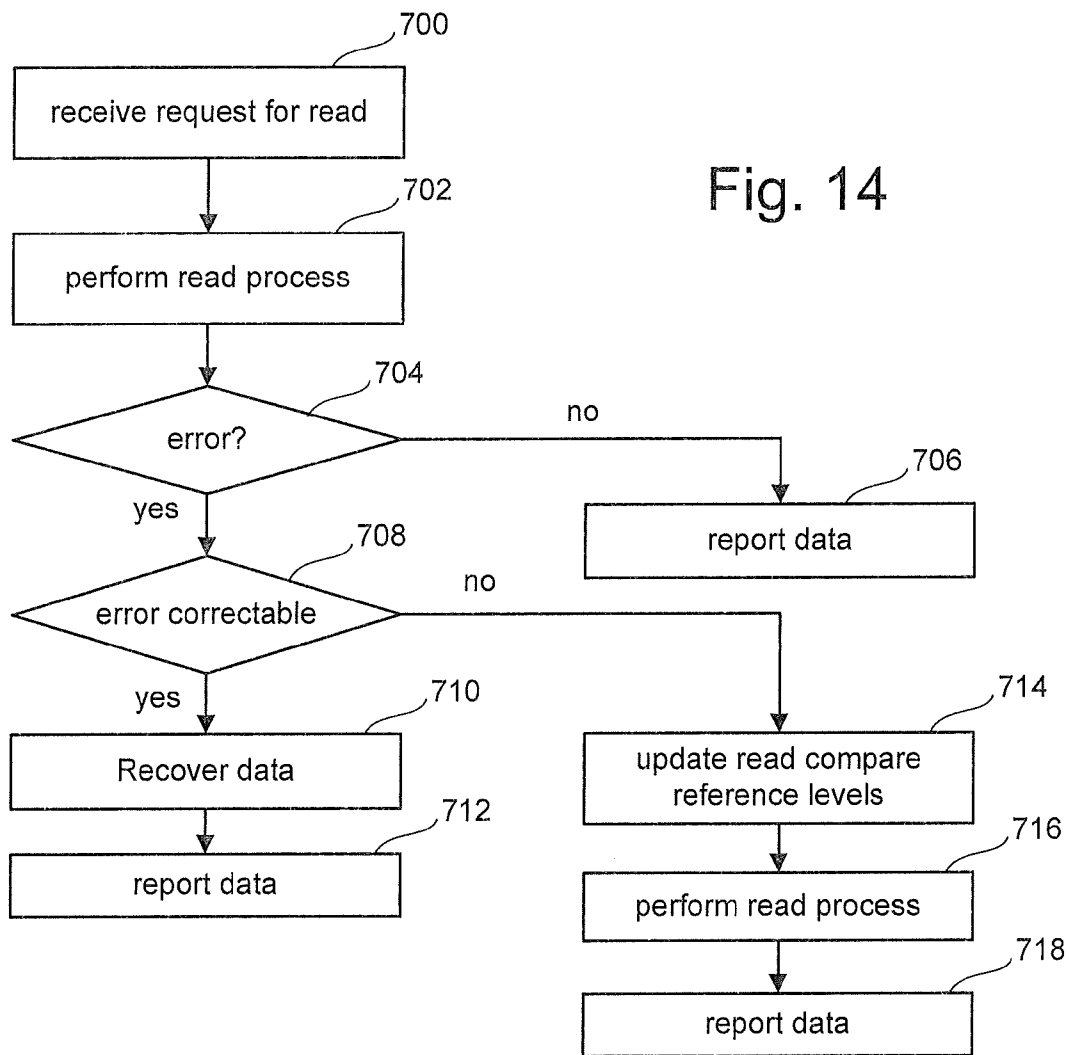 700
receive request for read
Fig. 14
702
perform read process
704
error?
no
706
yes
report data
708
error correctable
no
yes
710
714
Recover data
update read compare
reference levels
712
716
report data
perform read process
718
report data